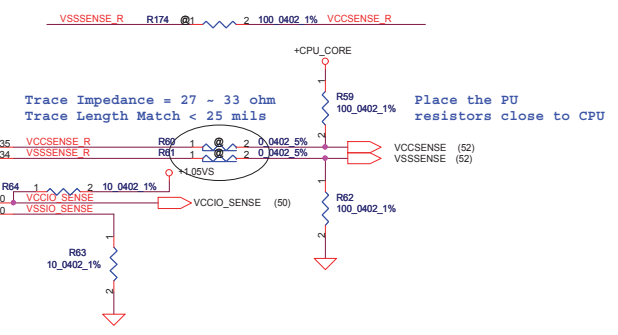 VSSSENSE_R R174 @1 2 100_0402_1% VCCSENSE_R
+CPU_CORE
1
R59
100_0402_1%
2
Trace Impedance = 27 ~ 33 ohm
Trace Length Match < 25 mils
Place the PU
resistors close to CPU
35 VCCSENSE_R R60 1 @ 2 0_0402_5% VCCSENSE (52)
34 VSSSENSE_R R61 1 @ 2 0_0402_5% VSSSENSE (52)
+1.05VS
R64 1 2 10_0402_1%
0 VCCIO_SENSE VCCIO_SENSE (50)
0 VSSIO_SENSE
1
R62
100_0402_1%
2
1
R63
10_0402_1%
2